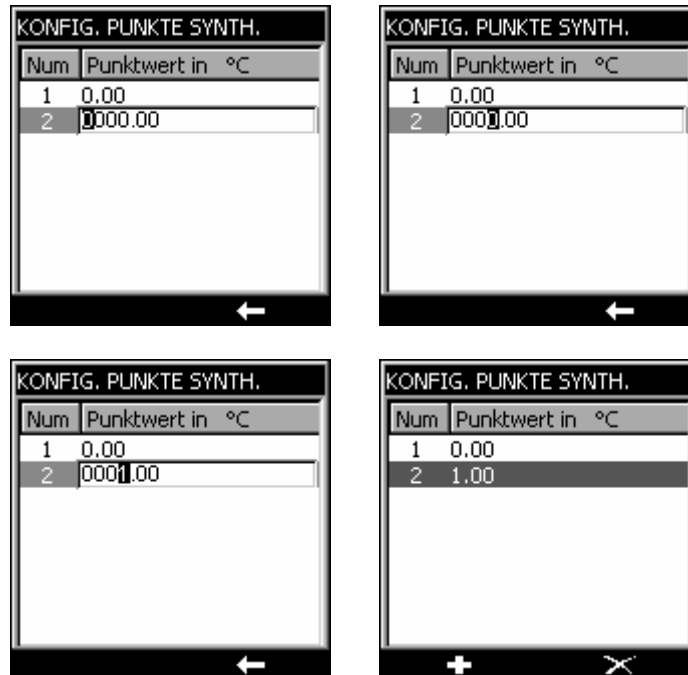 KONFIG. PUNKTE SYNTH.
Num Punktwert in °C
1 0.00
2 0000.00
KONFIG. PUNKTE SYNTH.
Num Punktwert in °C
1 0.00
2 0000.00
KONFIG. PUNKTE SYNTH.
Num Punktwert in °C
1 0.00
2 0001.00
KONFIG. PUNKTE SYNTH.
Num Punktwert in °C
1 0.00
2 1.00